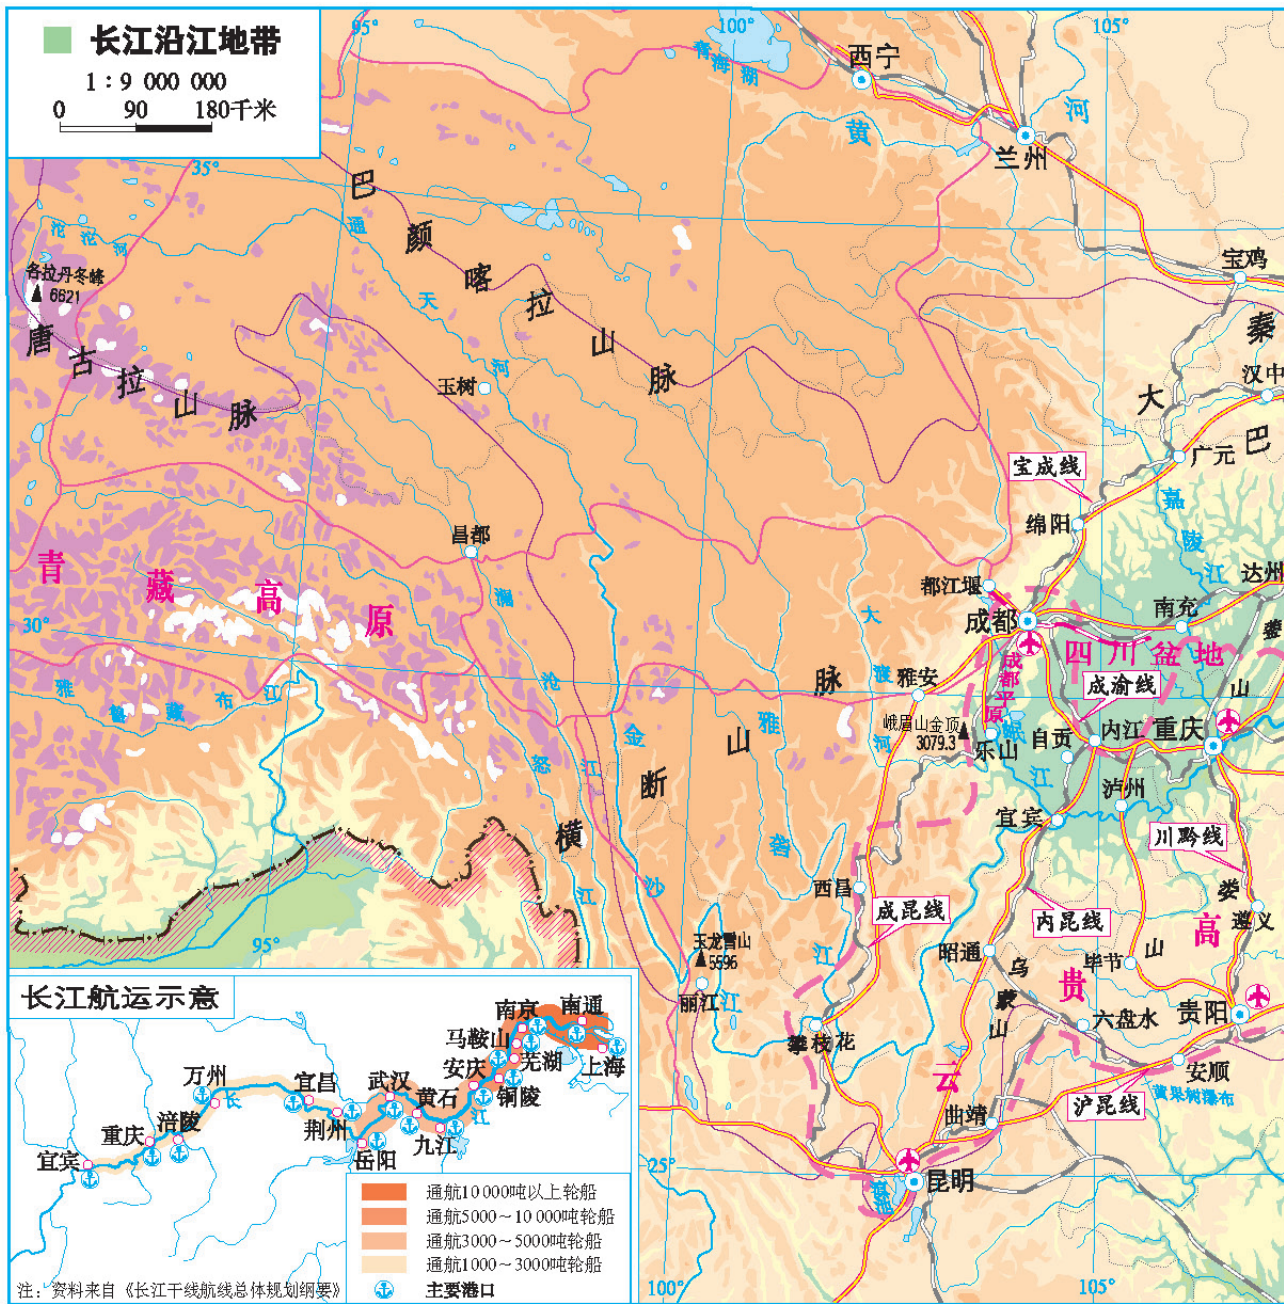 长江沿江地带
1：9 000 000
0 90 180千米
95°
100°
105°
青海湖
西宁
黄
河
兰州
35°
巴颜喀拉山脉
沱沱河
通天河
各拉丹冬峰
6621
唐古拉山脉
玉树
宝鸡
秦
汉中
大
巴
广元
宝成线
嘉陵江
绵阳
昌都
青藏高原
都江堰
成都
达州
南充
30°
澜沧江
大渡河
四川盆地
成都平原
成渝线
雅安
雅鲁藏布江
峨眉山金顶
3079.3
岷江
乐山
自贡
内江
重庆
山
泸州
宜宾
怒江
金沙江
雅砻江
横断山脉
川黔线
西昌
成昆线
内昆线
娄
山
遵义
高
玉龙雪山
5596
丽江
昭通
毕节
乌蒙山
贵
六盘水
贵阳
攀枝花
云
安顺
黄果树瀑布
沪昆线
曲靖
昆明
滇池
25°
95°
100°
105°
长江航运示意
南京
南通
马鞍山
芜湖
上海
安庆
铜陵
万州
长
宜昌
武汉
黄石
江
涪陵
重庆
荆州
九江
宜宾
岳阳
通航10 000吨以上轮船
通航5000～10 000吨轮船
通航3000～5000吨轮船
通航1000～3000吨轮船
主要港口
注：资料来自《长江干线航线总体规划纲要》